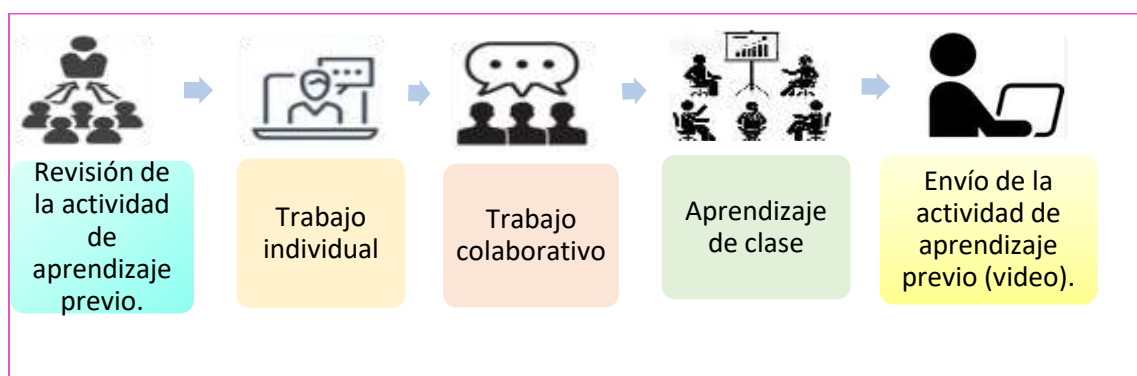 Revisión de
la actividad
de
aprendizaje
previo.
Trabajo
individual
Trabajo
colaborativo
Aprendizaje
de clase
Envío de la
actividad de
aprendizaje
previo (video).